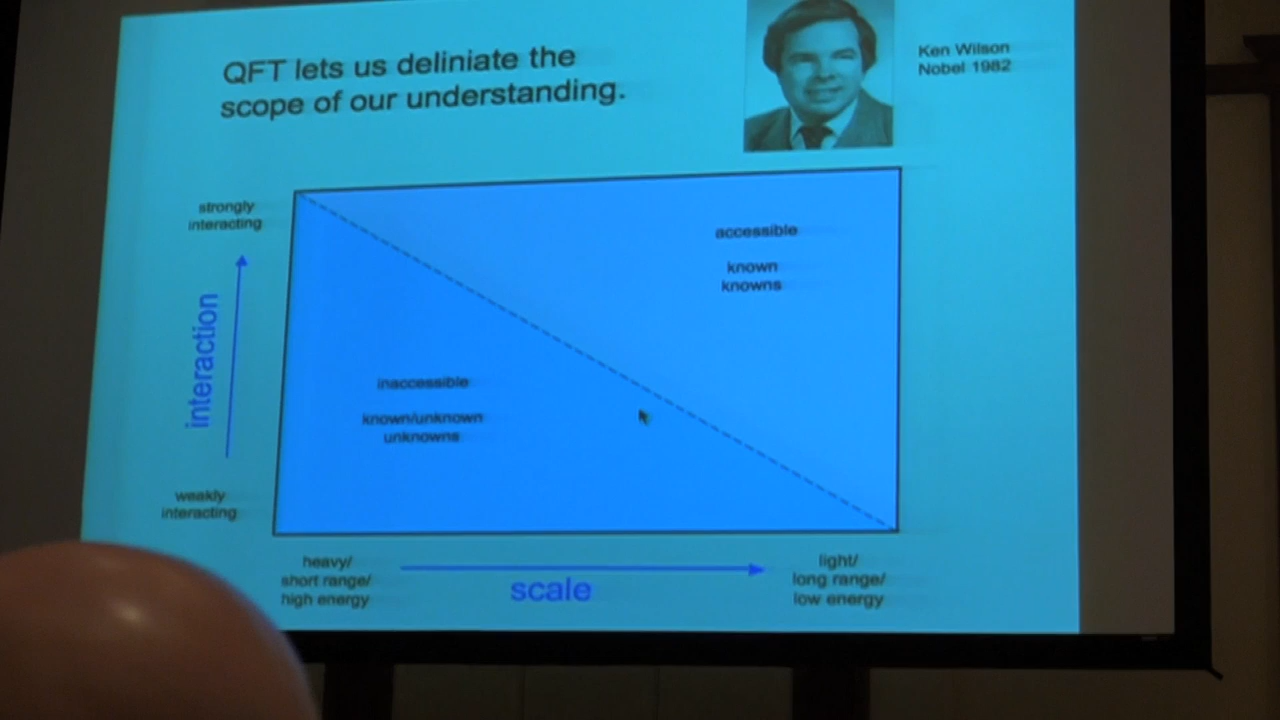 QFT lets us deliniate the
scope of our understanding.
Ken Wilson
Nobel 1982
strongly
interacting
accessible
known
knowns
interaction
inaccessible
known/unknown
unknowns
weakly
interacting
heavy/
short range/
high energy
scale
light/
long range/
low energy